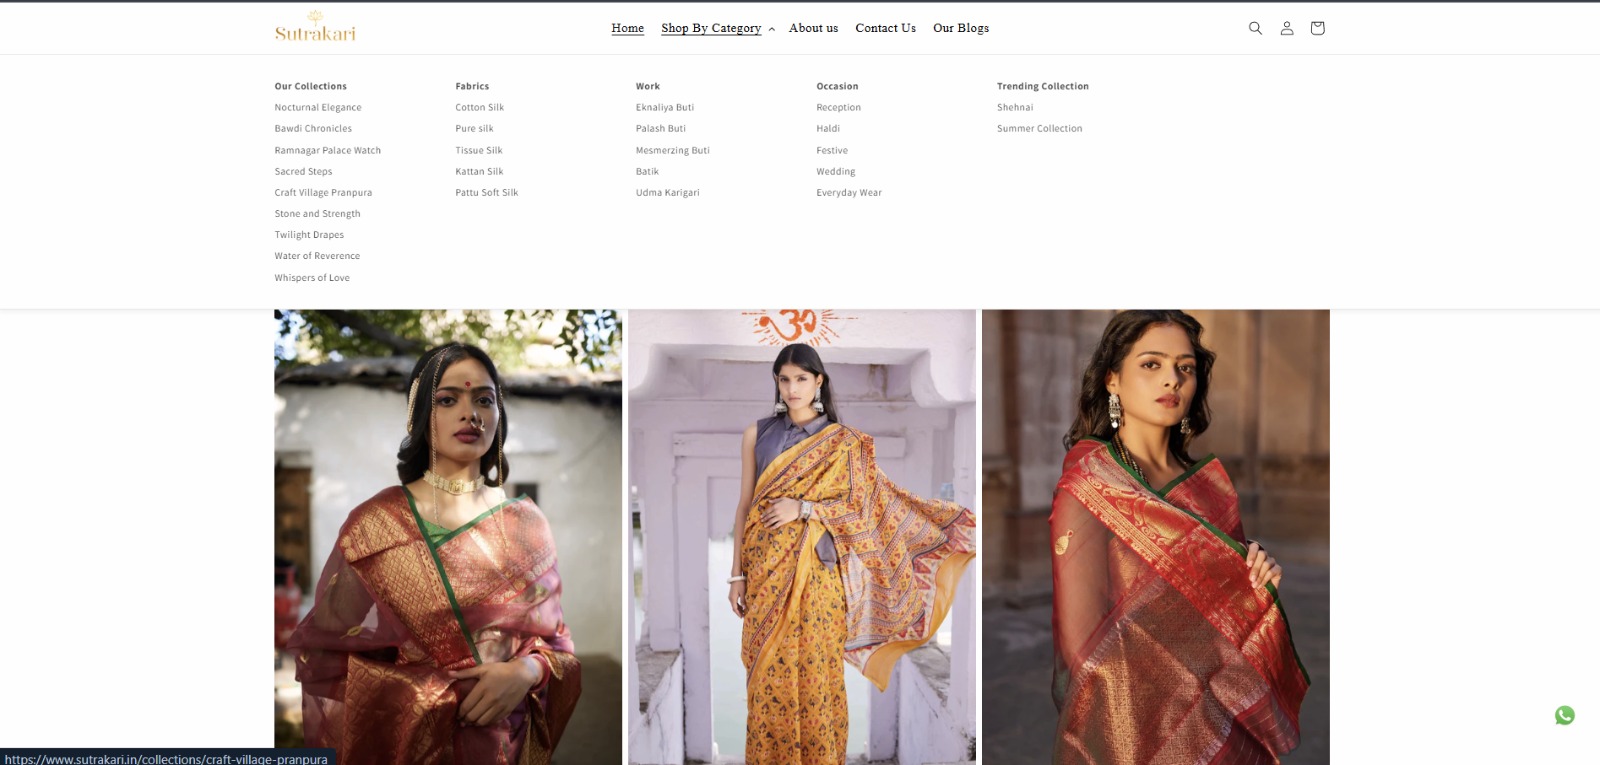 Sutrakari
Home Shop By Category About us Contact Us Our Blogs
Our Collections
Nocturnal Elegance
Bawdi Chronicles
Ramnagar Palace Watch
Sacred Steps
Craft Village Pranpura
Stone and Strength
Twilight Drapes
Water of Reverence
Whispers of Love
Fabrics
Cotton Silk
Pure silk
Tissue Silk
Kattan Silk
Pattu Soft Silk
Work
Eknaliya Buti
Palash Buti
Mesmerzing Buti
Batik
Udma Karigari
Occasion
Reception
Haldi
Festive
Wedding
Everyday Wear
Trending Collection
Shehnai
Summer Collection
ॐ
https://www.sutrakari.in/collections/craft-village-pranpura